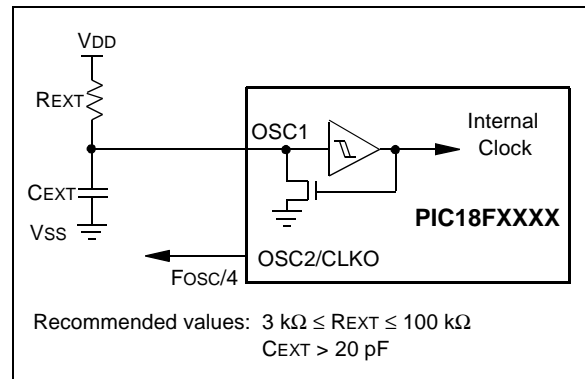 VDD
REXT
OSC1
Internal
Clock
CEXT
PIC18FXXXX
VSS
OSC2/CLKO
FOSC/4
Recommended values: 3 kΩ ≤ REXT ≤ 100 kΩ
CEXT > 20 pF